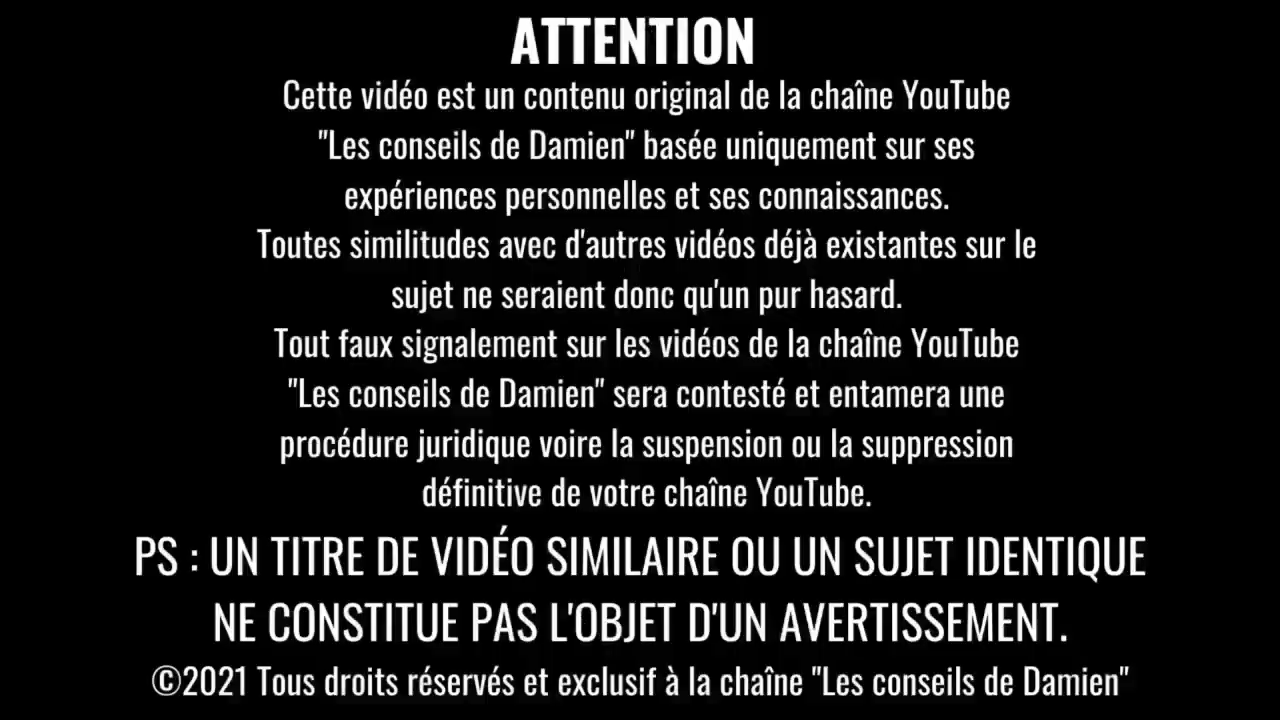 ATTENTION
Cette vidéo est un contenu original de la chaîne YouTube
"Les conseils de Damien" basée uniquement sur ses
expériences personnelles et ses connaissances.
Toutes similitudes avec d'autres vidéos déjà existantes sur le
sujet ne seraient donc qu'un pur hasard.
Tout faux signalement sur les vidéos de la chaîne YouTube
"Les conseils de Damien" sera contesté et entamera une
procédure juridique voire la suspension ou la suppression
définitive de votre chaîne YouTube.
PS : UN TITRE DE VIDÉO SIMILAIRE OU UN SUJET IDENTIQUE
NE CONSTITUE PAS L'OBJET D'UN AVERTISSEMENT.
©2021 Tous droits réservés et exclusif à la chaîne "Les conseils de Damien"